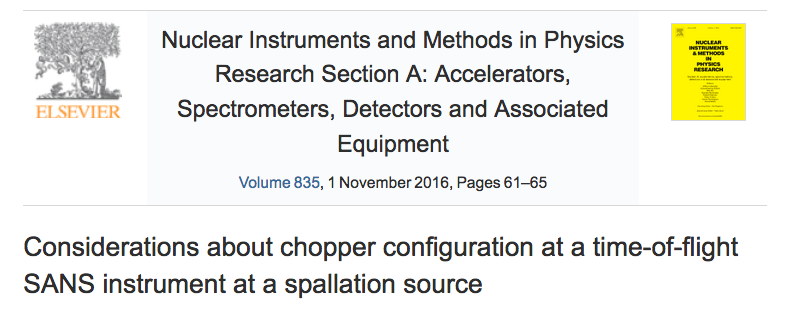 ELSEVIER
Nuclear Instruments and Methods in Physics
Research Section A: Accelerators,
Spectrometers, Detectors and Associated
Equipment
Volume 835, 1 November 2016, Pages 61–65
NUCLEAR
INSTRUMENTS
& METHODS
IN
PHYSICS
RESEARCH
Considerations about chopper configuration at a time-of-flight
SANS instrument at a spallation source